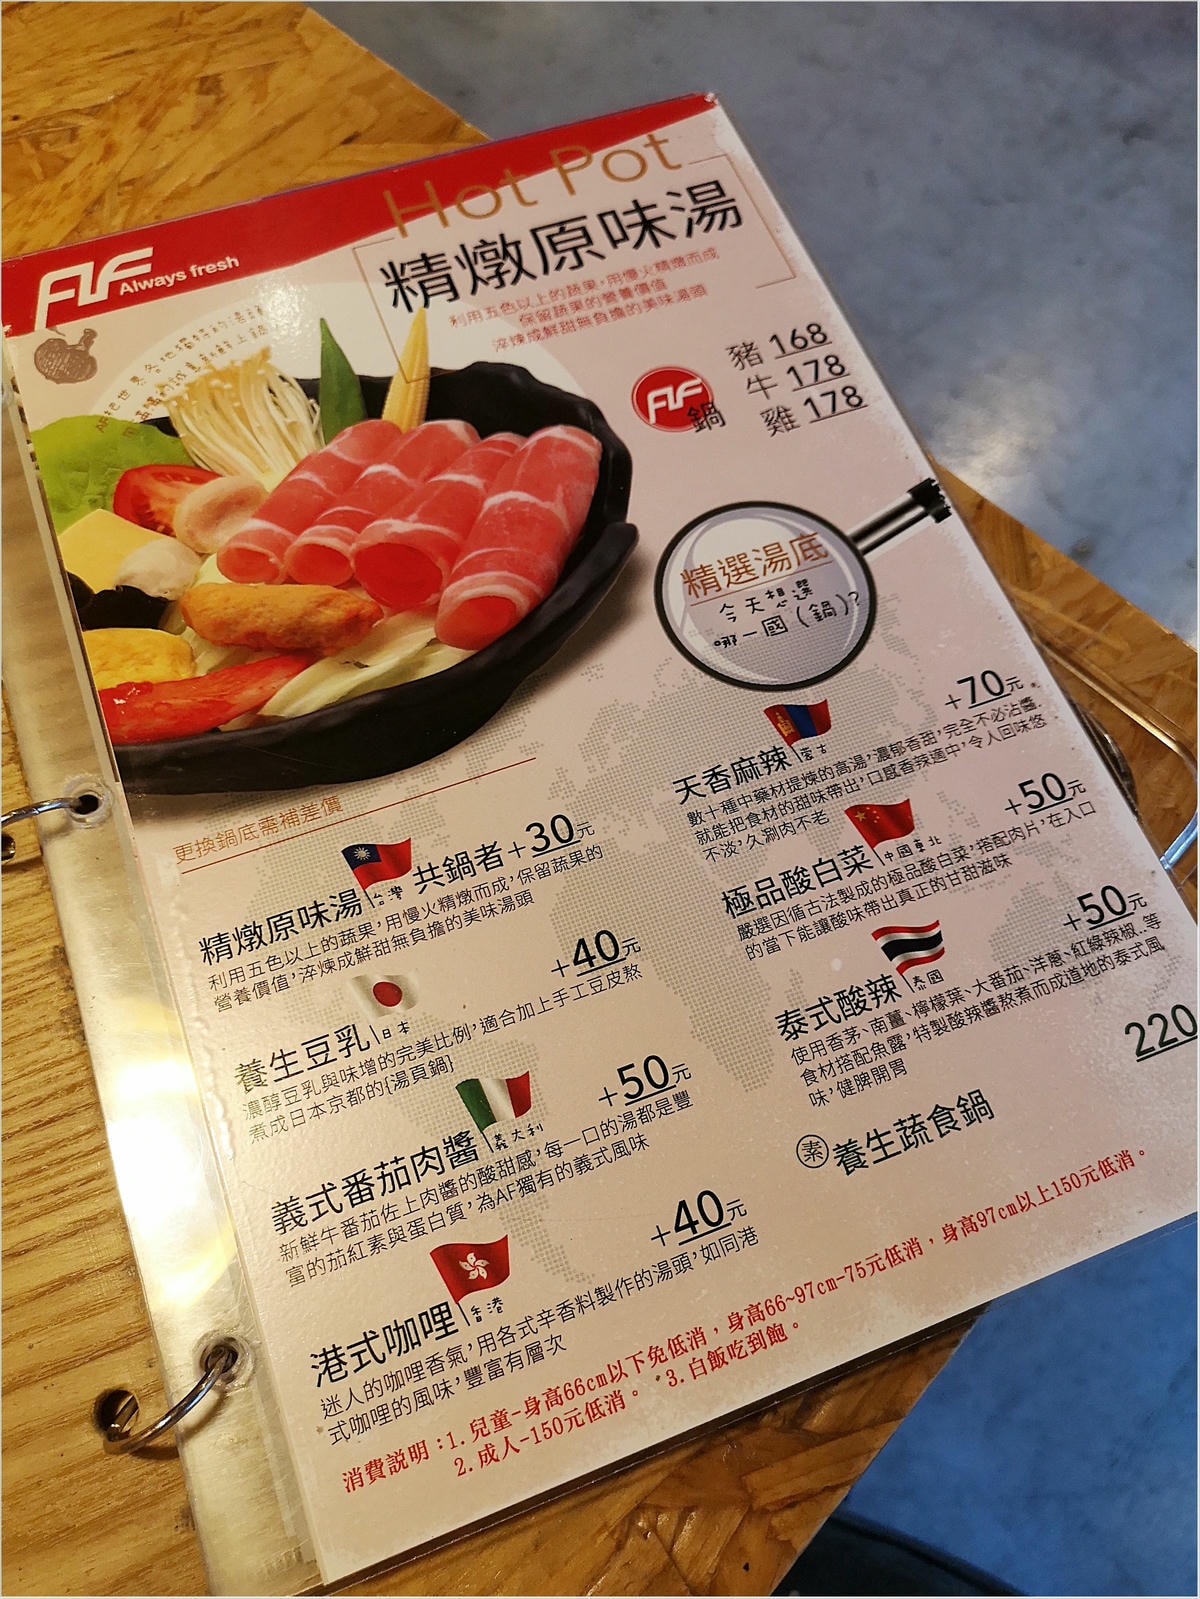 Hot Pot
AF Always fresh
精燉原味湯
利用五色以上的蔬果，用慢火精燉而成
保留蔬果的營養價值
淬煉成鮮甜無負擔的美味湯頭
AF鍋
豬 168
牛 178
雞 178
精選湯底
今天想選
哪一國(鍋)?
更換鍋底需補差價
精燉原味湯 台灣 共鍋者+30元
利用五色以上的蔬果，用慢火精燉而成，保留蔬果的
營養價值，淬煉成鮮甜無負擔的美味湯頭
養生豆乳 日本 +40元
濃醇豆乳與味增的完美比例，適合加上手工豆皮熬
煮成日本京都的{湯頁鍋}
義式番茄肉醬 義大利 +50元
新鮮牛番茄佐上肉醬的酸甜感，每一口的湯都是豐
富的茄紅素與蛋白質，為AF獨有的義式風味
港式咖哩 香港 +40元
迷人的咖哩香氣，用各式辛香料製作的湯頭，如同港
式咖哩的風味，豐富有層次
天香麻辣 蒙古 +70元
數十種中藥材提煉的高湯，濃郁香甜，完全不必沾醬，
就能把食材的甜味帶出，口感香辣適中，令人回味悠
不淡，久涮肉不老
極品酸白菜 中國東北 +50元
嚴選因循古法製成的極品酸白菜，搭配肉片，在入口
的當下能讓酸味帶出真正的甘甜滋味
泰式酸辣 泰國 +50元
使用香茅、南薑、檸檬葉、大番茄、洋蔥、紅綠辣椒..等
食材搭配魚露，特製酸辣醬熬煮而成道地的泰式風
味，健脾開胃
素 養生蔬食鍋 220
消費説明：1.兒童-身高66cm以下免低消，身高66~97cm-75元低消，身高97cm以上150元低消。
2.成人-150元低消。 3.白飯吃到飽。